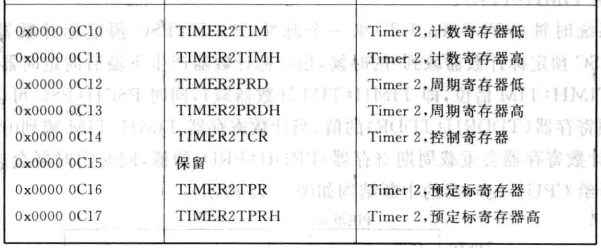 0x0000 0C10 TIMER2TIM Timer 2,计数寄存器低
0x0000 0C11 TIMER2TIMH Timer 2,计数寄存器高
0x0000 0C12 TIMER2PRD Timer 2,周期寄存器低
0x0000 0C13 TIMER2PRDH Timer 2,周期寄存器高
0x0000 0C14 TIMER2TCR Timer 2,控制寄存器
0x0000 0C15 保留
0x0000 0C16 TIMER2TPR Timer 2,预定标寄存器
0x0000 0C17 TIMER2TPRH Timer 2,预定标寄存器高